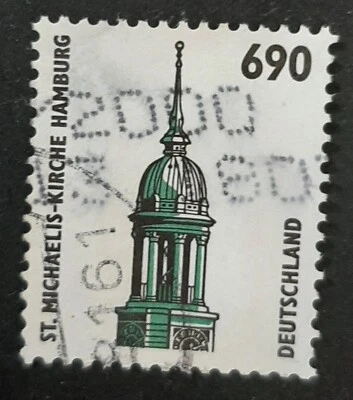 690
ST. MICHAELIS-KIRCHE HAMBURG
DEUTSCHLAND